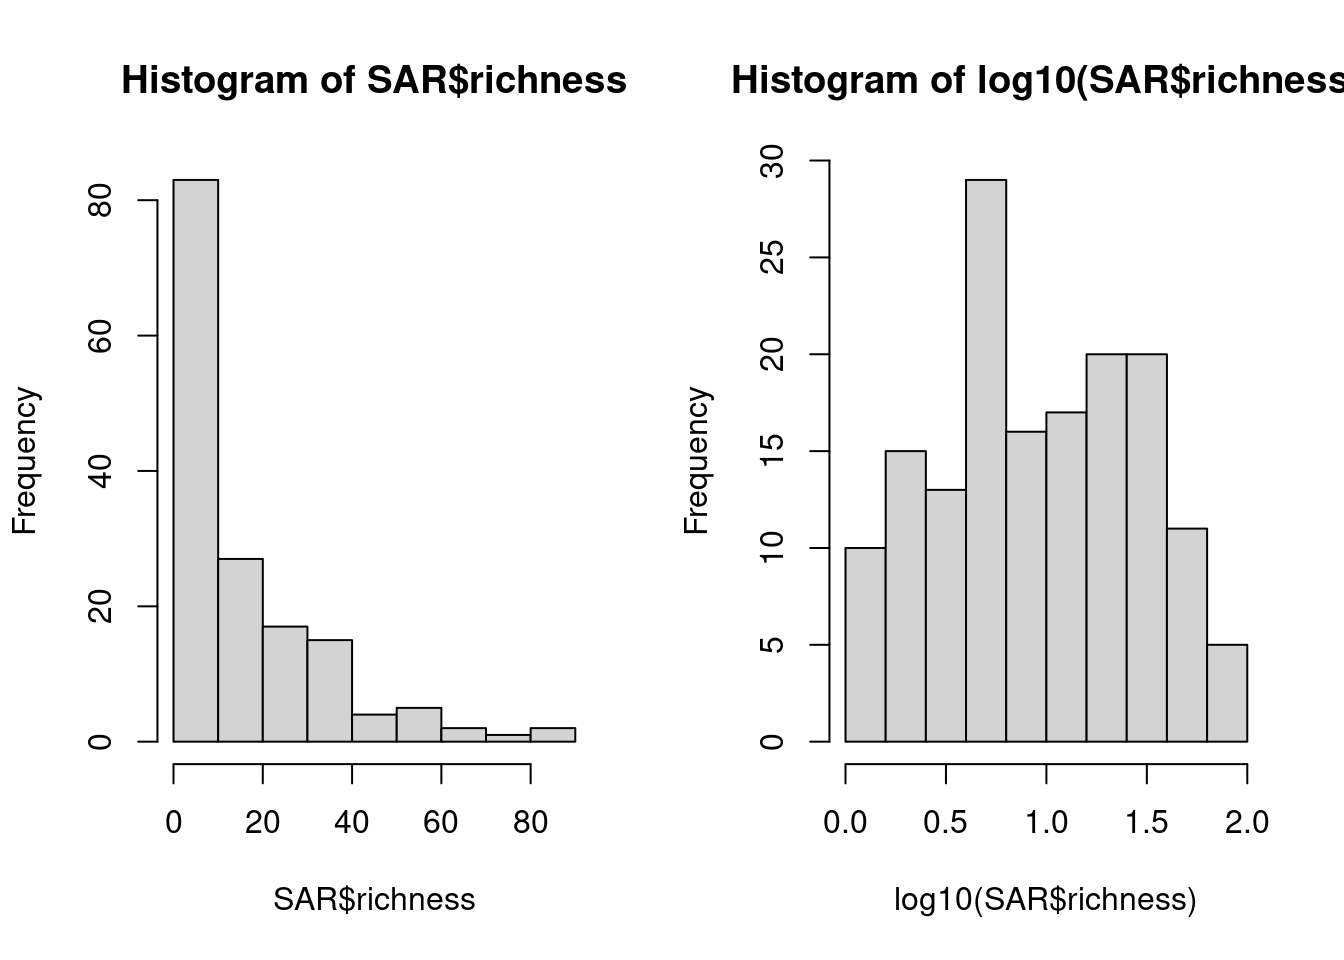 Histogram of SAR$richness
Frequency
0
20
40
60
80
0 20 40 60 80
SAR$richness
Histogram of log10(SAR$richness
Frequency
0
5
10
15
20
25
30
0.0 0.5 1.0 1.5 2.0
log10(SAR$richness)